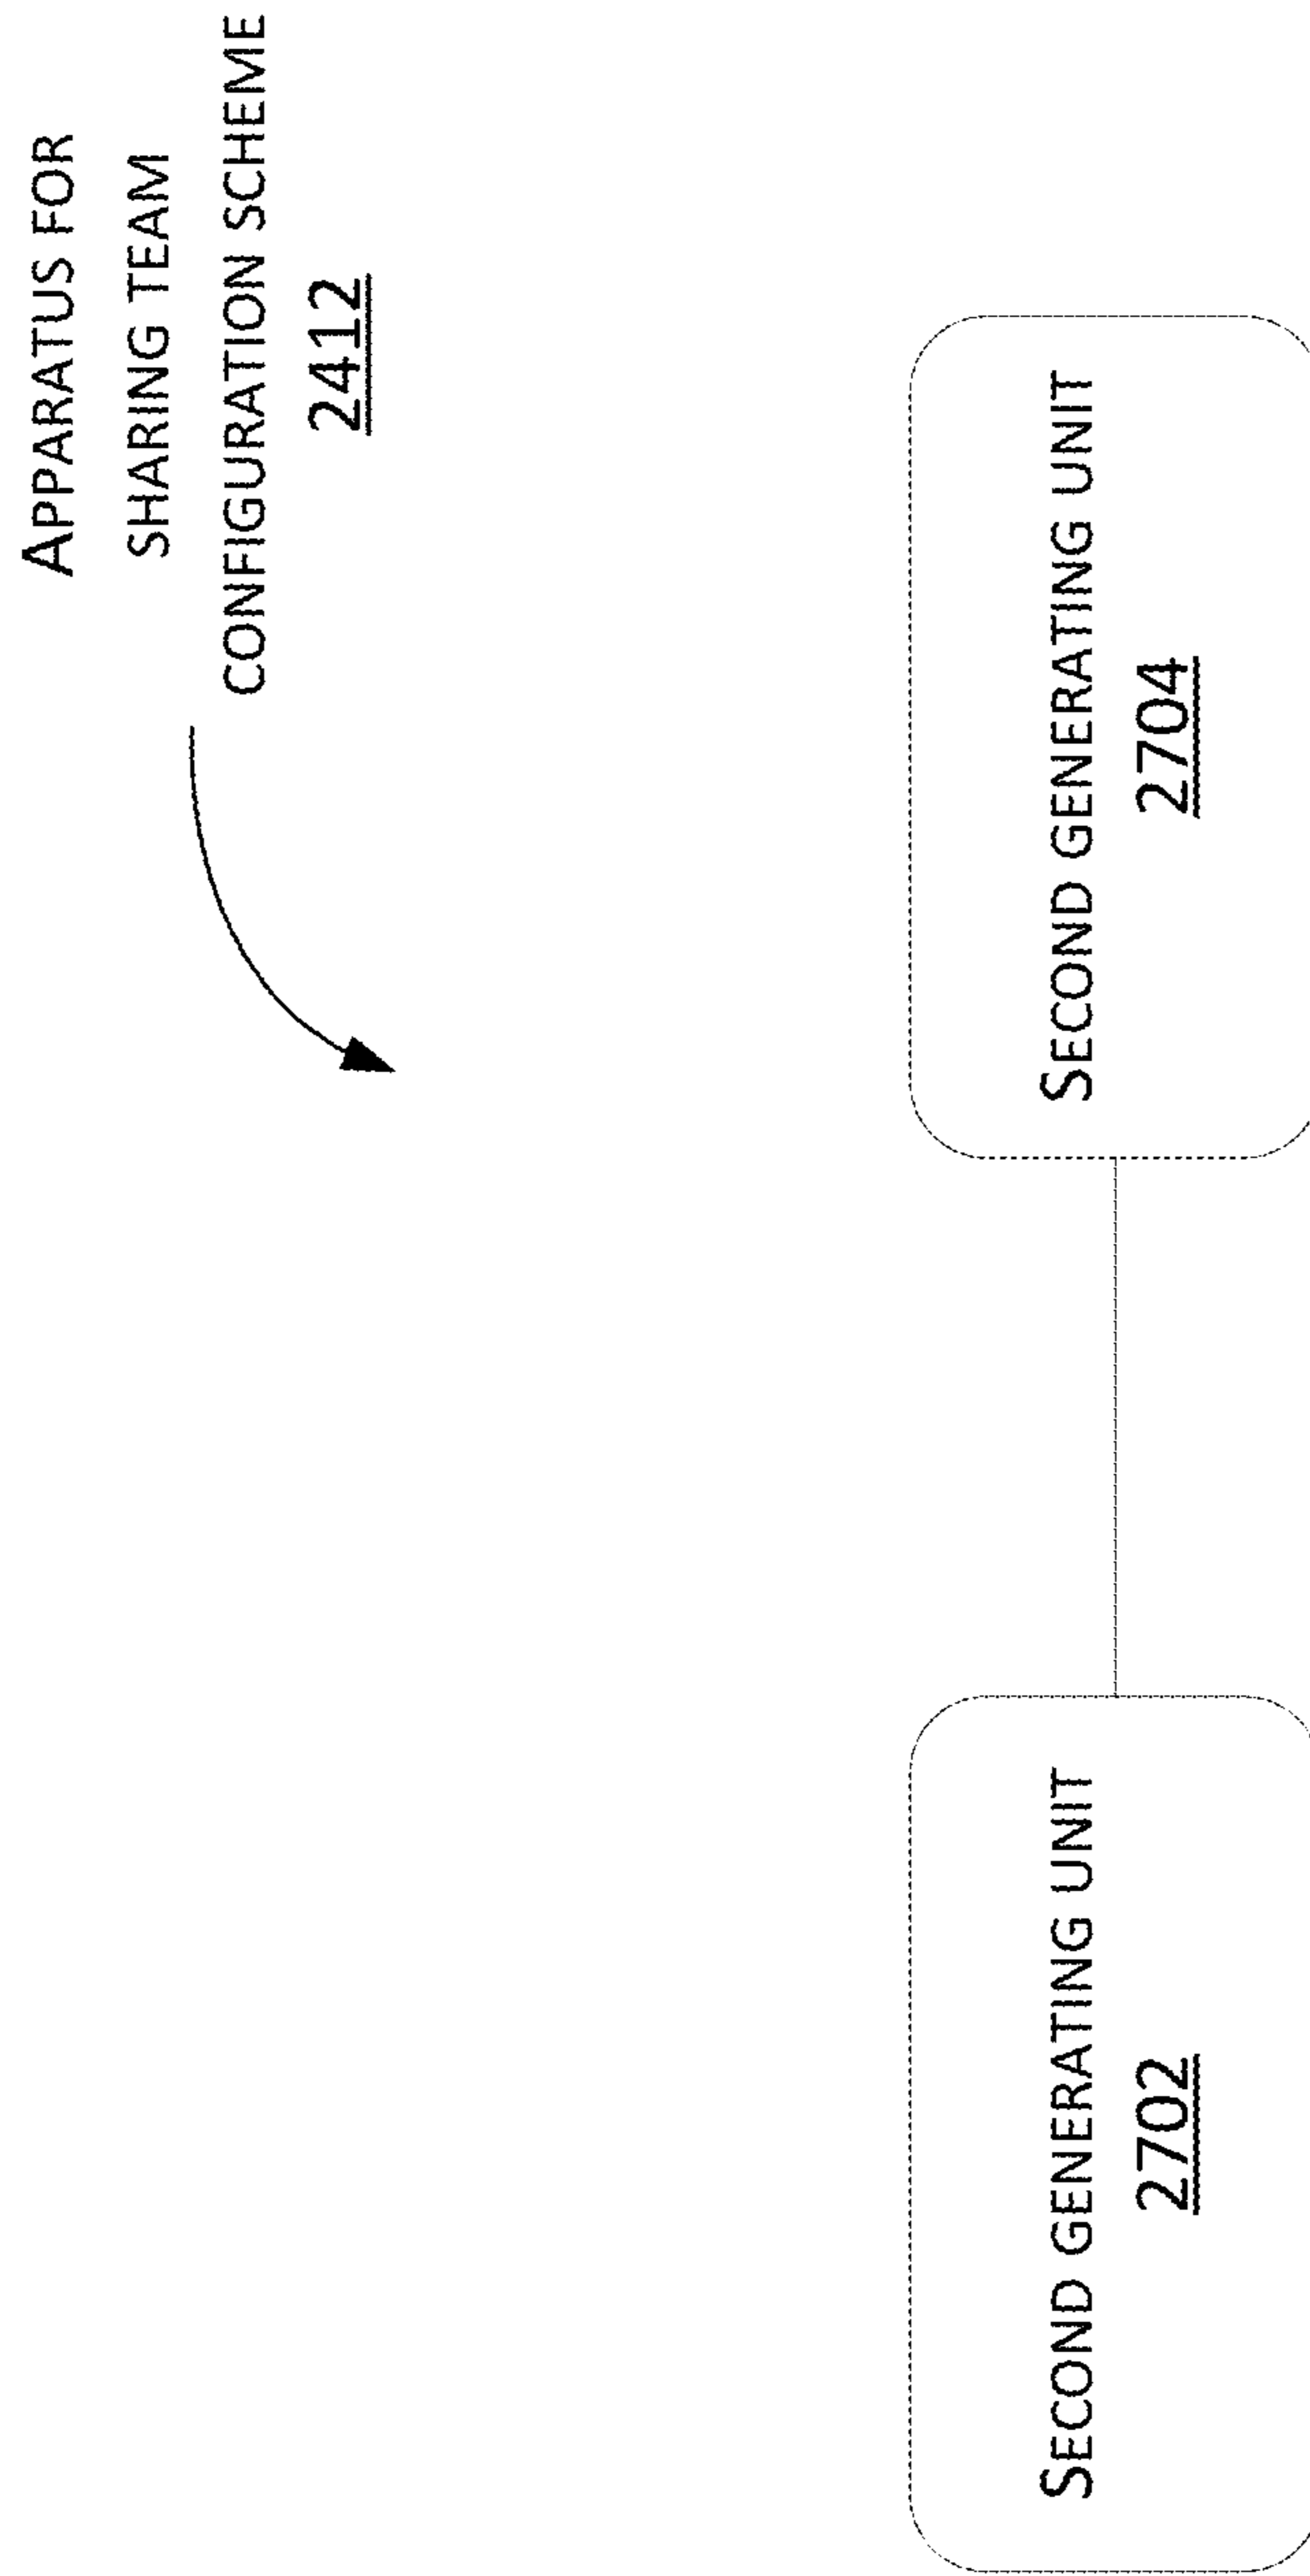 APPARATUS FOR
SHARING TEAM
CONFIGURATION SCHEME
2412
SECOND GENERATING UNIT
2702
SECOND GENERATING UNIT
2704